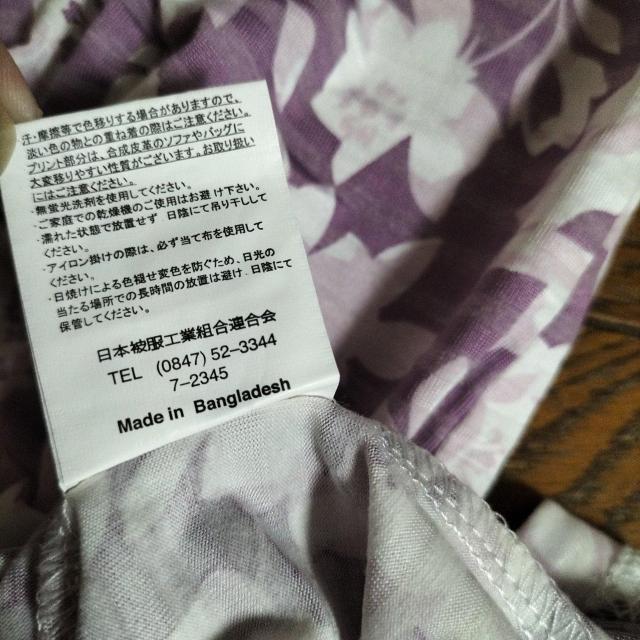 汗・摩擦等で色移りする場合がありますので、
淡い色の物との重ね着の際はご注意ください。
プリント部分は、合成皮革のソファやバッグに
大変移りやすい性質がございます。お取り扱い
にはご注意ください。
・無蛍光洗剤を使用してください。
・ご家庭での乾燥機のご使用はお避け下さい。
・濡れた状態で放置せず 日陰にて吊り干しして
ください。
・アイロン掛けの際は、必ず当て布を使用して
ください。
・日焼けによる色褪せ変色を防ぐため、日光の
当たる場所での長時間の放置は避け、日陰にて
保管してください。
日本被服工業組合連合会
TEL (0847) 52-3344
7-2345
Made in Bangladesh